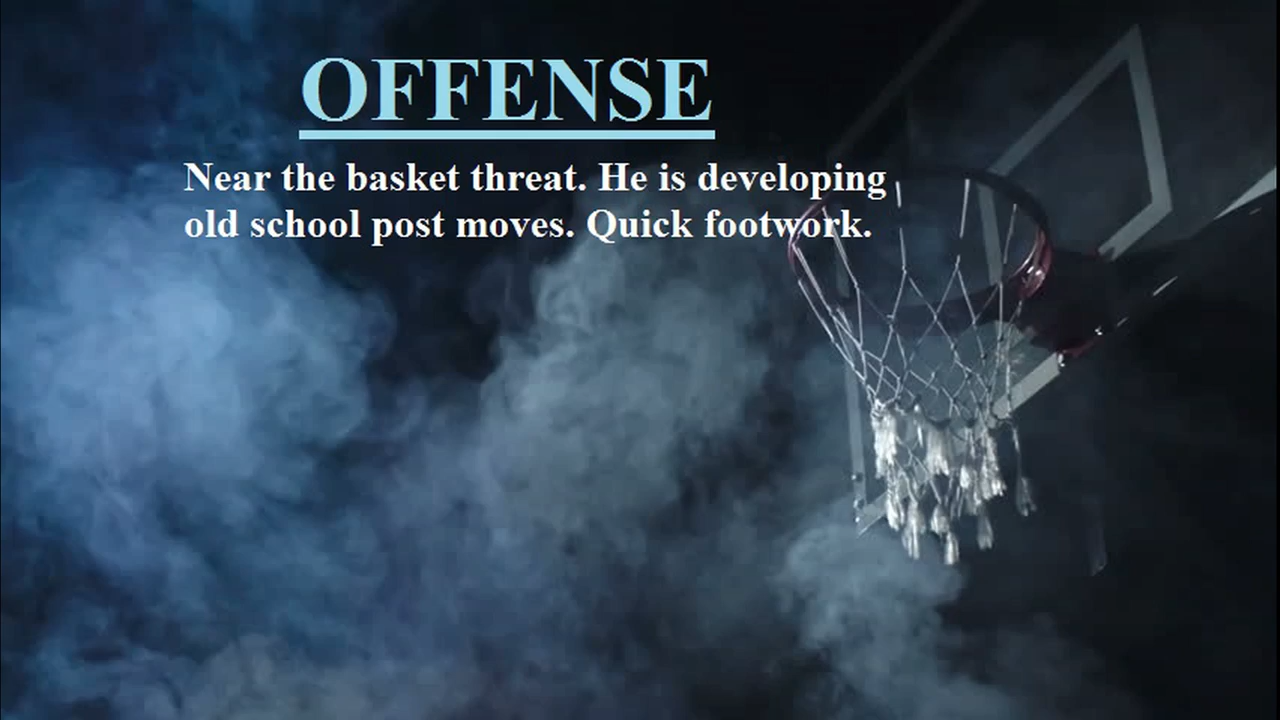 OFFENSE
Near the basket threat. He is developing
old school post moves. Quick footwork.